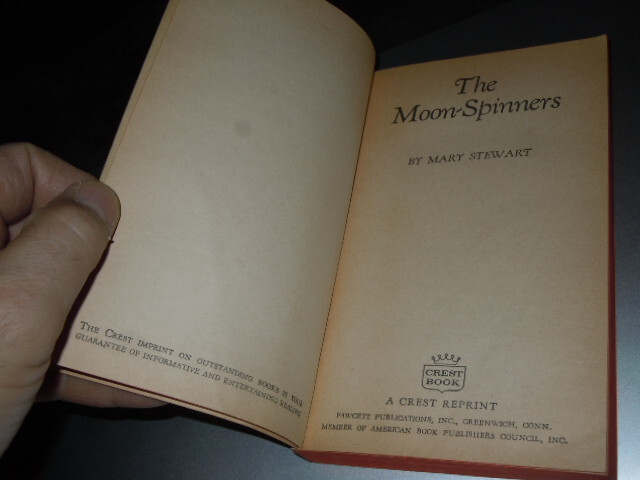 THE CREST IMPRINT ON OUTSTANDING BOOKS IS YOUR
GUARANTEE OF INFORMATIVE AND ENTERTAINING READING
The
Moon-Spinners
BY MARY STEWART
CREST
BOOK
A CREST REPRINT
FAWCETT PUBLICATIONS, INC., GREENWICH, CONN.
MEMBER OF AMERICAN BOOK PUBLISHERS COUNCIL, INC.